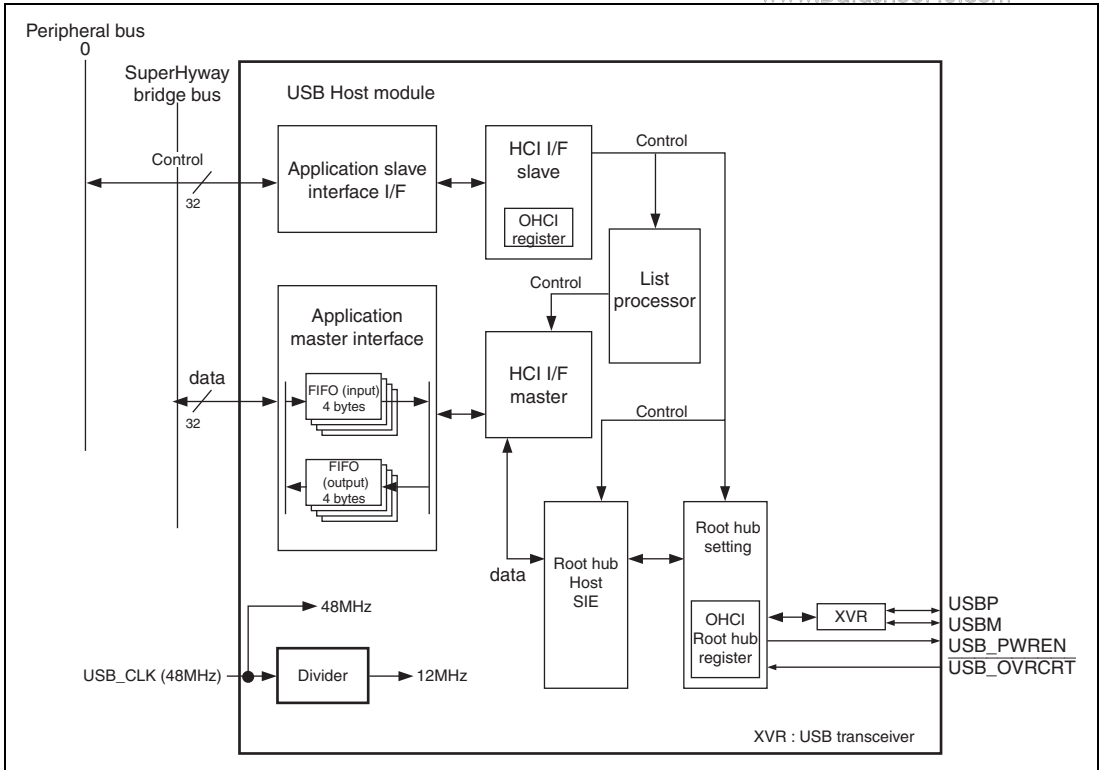 Peripheral bus
0
SuperHyway
bridge bus
USB Host module
Control
32
Application slave
interface I/F
HCI I/F
slave
OHCI
register
Control
List
processor
Control
Application
master interface
FIFO (input)
4 bytes
FIFO
(output)
4 bytes
data
32
HCI I/F
master
Control
data
Root hub
Host
SIE
Root hub
setting
OHCI
Root hub
register
XVR
USBP
USBM
USB_PWREN
USB_OVRCRT
48MHz
USB_CLK (48MHz)
Divider
12MHz
XVR : USB transceiver